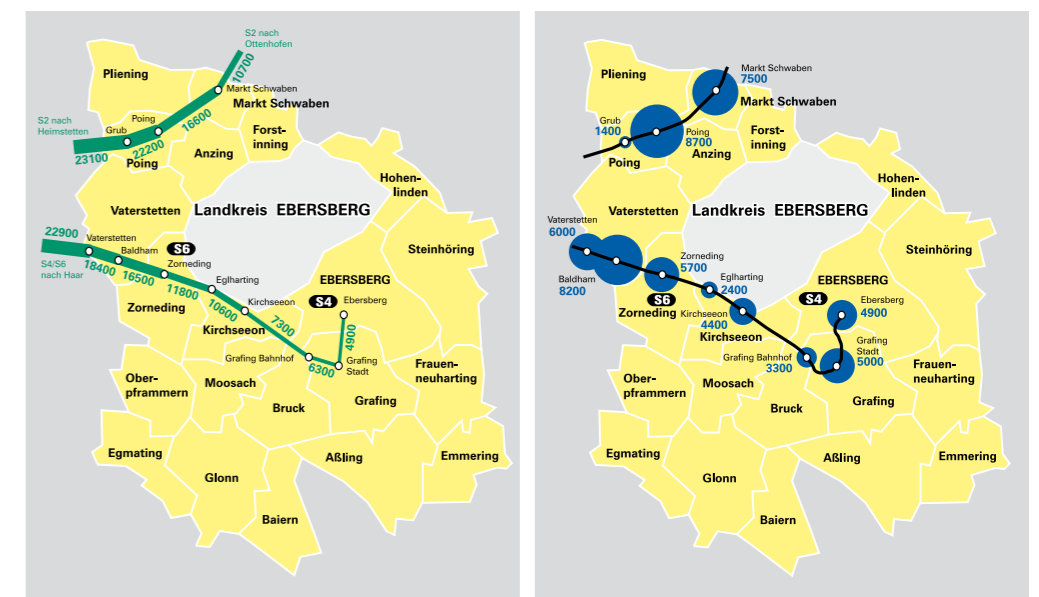 S2 nach
Ottenhofen
10700
Pliening
Markt Schwaben
Markt Schwaben
S2 nach
Heimstetten
Poing
Grub
16600
22200
23100
Forst-
inning
Anzing
Poing
Hohen-
linden
Vaterstetten
Landkreis EBERSBERG
22900
Vaterstetten
S6
Steinhöring
Baldham
Zorneding
S4/S6
nach Haar
18400
16500
11800
Eglharting
EBERSBERG
Zorneding
10600
Kirchseeon
S4
Ebersberg
Kirchseeon
7300
4900
Grafing Bahnhof
6300
Grafing
Stadt
Frauen-
neuharting
Ober-
pframmern
Moosach
Bruck
Grafing
Egmating
Glonn
Aßling
Emmering
Baiern
Pliening
Markt Schwaben
7500
Markt Schwaben
Grub
1400
Poing
8700
Forst-
inning
Anzing
Poing
Hohen-
linden
Vaterstetten
Landkreis EBERSBERG
Vaterstetten
6000
Steinhöring
Zorneding
5700
Baldham
8200
Eglharting
2400
EBERSBERG
S6
S4
Ebersberg
4900
Zorneding
Kirchseeon
4400
Kirchseeon
Grafing Bahnhof
3300
Grafing
Stadt
5000
Frauen-
neuharting
Ober-
pframmern
Moosach
Bruck
Grafing
Egmating
Glonn
Aßling
Emmering
Baiern